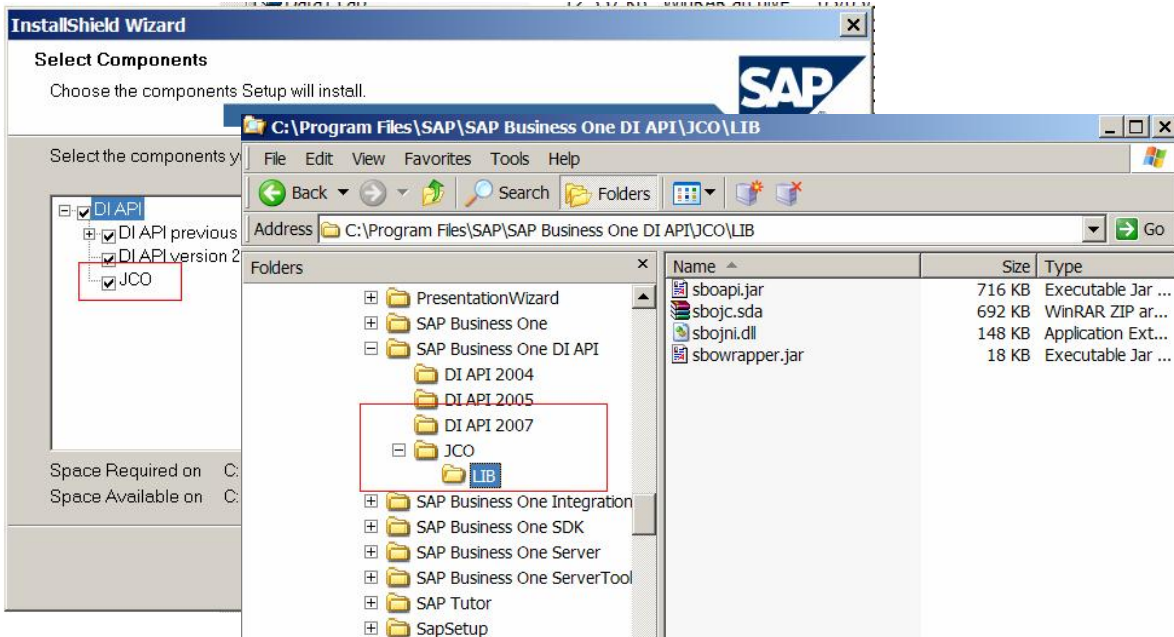 InstallShield Wizard
Select Components
Choose the components Setup will install.
SAP
Select the components
DI API
DI API previous
DI API version 2
JCO
Space Required on C:
Space Available on C:
C:\Program Files\SAP\SAP Business One DI API\JCO\LIB
File Edit View Favorites Tools Help
Back Search Folders
Address C:\Program Files\SAP\SAP Business One DI API\JCO\LIB Go
Folders
PresentationWizard
SAP Business One
SAP Business One DI API
DI API 2004
DI API 2005
DI API 2007
JCO
LIB
SAP Business One Integration
SAP Business One SDK
SAP Business One Server
SAP Business One ServerTool
SAP Tutor
SapSetup
Name Size Type
sboapi.jar 716 KB Executable Jar ...
sbojc.sda 692 KB WinRAR ZIP ar...
sbojni.dll 148 KB Application Ext...
sbowrapper.jar 18 KB Executable Jar ...